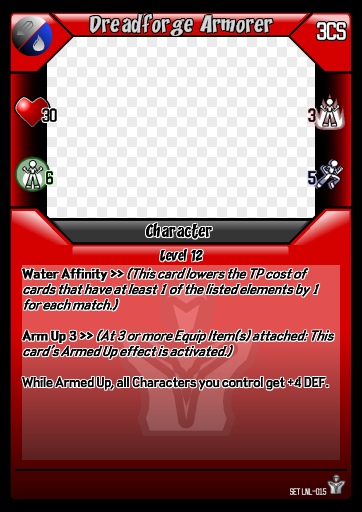 Dreadforge Armorer
3CS
30
3
6
5
Character
Level 12
Water Affinity >> (This card lowers the TP cost of
cards that have at least 1 of the listed elements by 1
for each match.)
Arm Up 3 >> (At 3 or more Equip Item(s) attached; This
card's Armed Up effect is activated.)
While Armed Up, all Characters you control get +4 DEF.
SET LNL-015